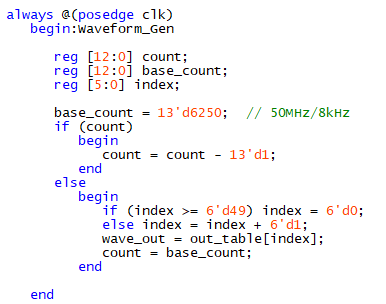 always @(posedge clk)
begin:Waveform_Gen
reg [12:0] count;
reg [12:0] base_count;
reg [5:0] index;
base_count = 13'd6250;  // 50MHz/8kHz
if (count)
begin
count = count - 13'd1;
end
else
begin
if (index >= 6'd49) index = 6'd0;
else index = index + 6'd1;
wave_out = out_table[index];
count = base_count;
end
end